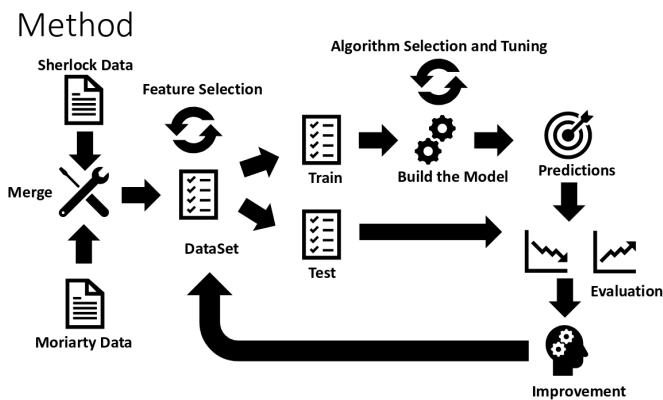 Method
Algorithm Selection and Tuning
Sherlock Data
Feature Selection
Merge
Train
Build the Model
Predictions
DataSet
Test
Evaluation
Moriarty Data
Improvement